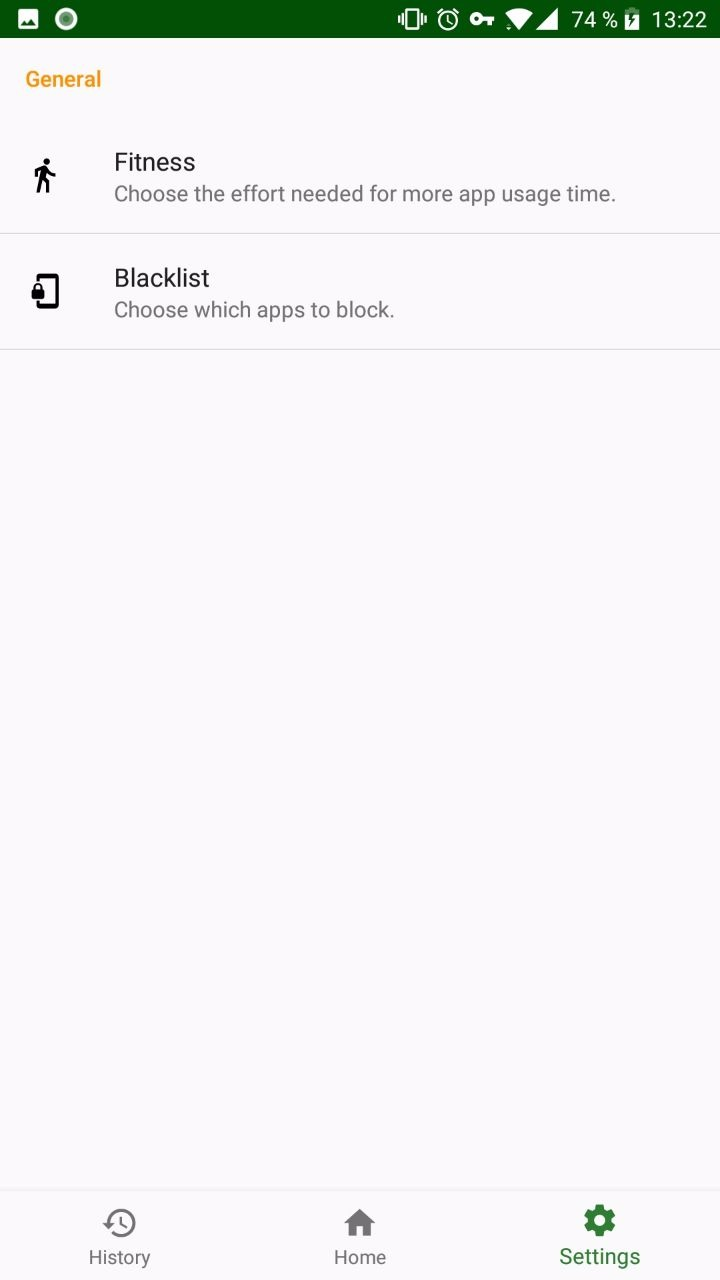 74 % 13:22
General
Fitness
Choose the effort needed for more app usage time.
Blacklist
Choose which apps to block.
History Home Settings